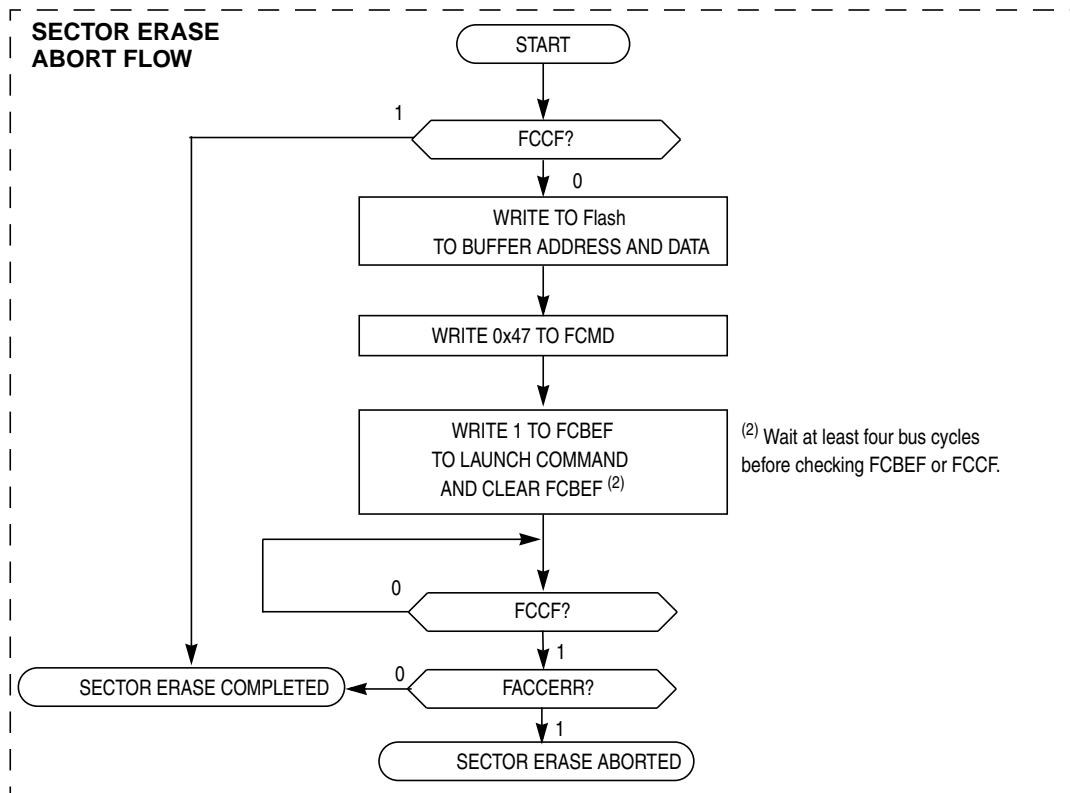 SECTOR ERASE
ABORT FLOW
START
1
FCCF?
0
WRITE TO Flash
TO BUFFER ADDRESS AND DATA
WRITE 0x47 TO FCMD
WRITE 1 TO FCBEF
TO LAUNCH COMMAND
AND CLEAR FCBEF (2)
(2) Wait at least four bus cycles
before checking FCBEF or FCCF.
0
FCCF?
1
SECTOR ERASE COMPLETED
0
FACCERR?
1
SECTOR ERASE ABORTED